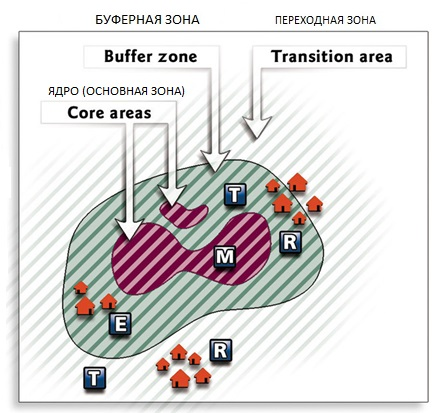 БУФЕРНАЯ ЗОНА
ПЕРЕХОДНАЯ ЗОНА
Buffer zone
Transition area
ЯДРО (ОСНОВНАЯ ЗОНА)
Core areas
T
R
M
E
R
T